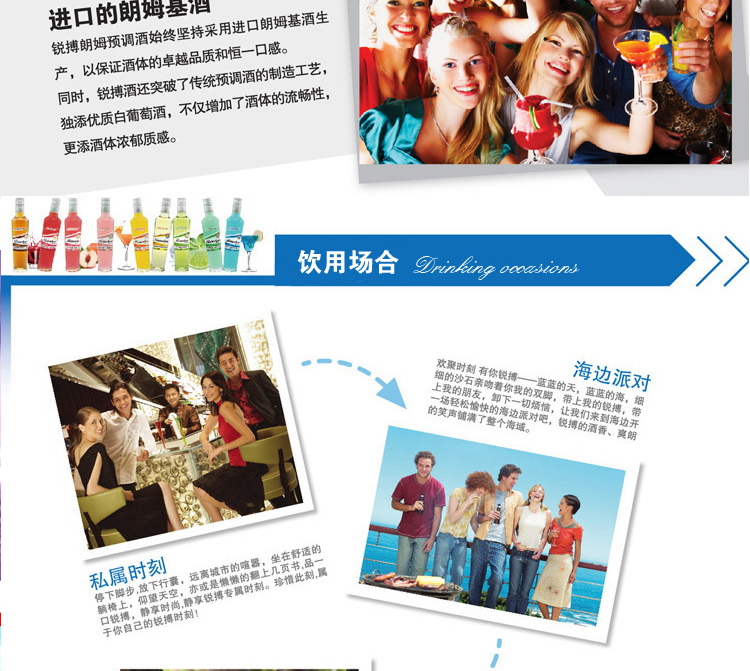 进口的朗姆基酒
锐搏朗姆预调酒始终坚持采用进口朗姆基酒生
产，以保证酒体的卓越品质和恒一口感。
同时，锐搏酒还突破了传统预调酒的制造工艺，
独添优质白葡萄酒，不仅增加了酒体的流畅性，
更添酒体浓郁质感。
饮用场合 Drinking occasions
海边派对
欢聚时刻 有你锐搏——蓝蓝的天，蓝蓝的海，细
细的沙石亲吻着你我的双脚，带上我的锐搏，带
上我的朋友，卸下一切烦恼，让我们来到海边开
一场轻松愉快的海边派对吧，锐搏的酒香、爽朗
的笑声铺满了整个海域。
私属时刻
停下脚步,放下行囊，远离城市的喧嚣，坐在舒适的
躺椅上，仰望天空，亦或是懒懒的翻上几页书,品一
口锐搏，静享时尚,静享锐搏专属时刻。珍惜此刻,属
于你自己的锐搏时刻！